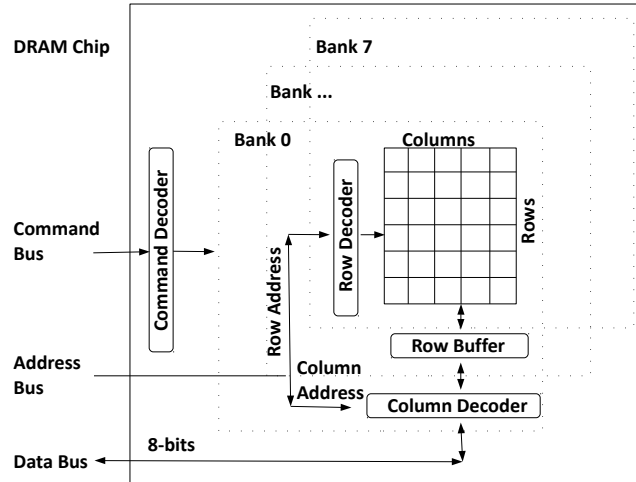 DRAM Chip
Bank 7
Bank ...
Bank 0
Columns
Command Decoder
Row Decoder
Rows
Command
Bus
Row Address
Row Buffer
Address
Bus
Column
Address
Column Decoder
8-bits
Data Bus